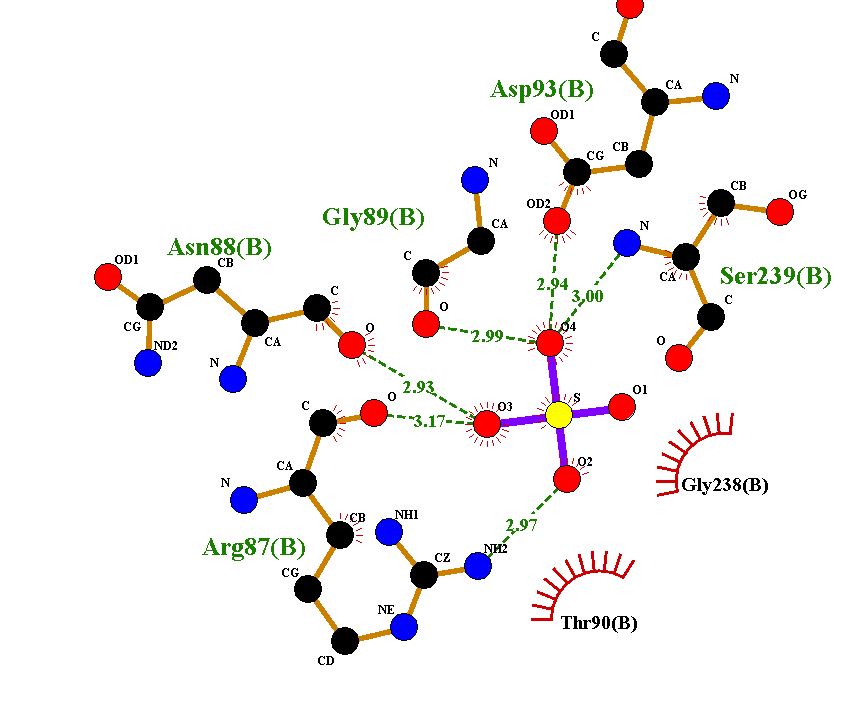 C
CA
N
Asp93(B)
OD1
CB
CG
N
CB
OG
OD2
Gly89(B)
N
CA
Ser239(B)
CA
C
Asn88(B)
OD1
CB
C
C
CG
CA
O
O
O
ND2
N
2.94
3.00
2.99
O4
2.93
O
C
3.17
O3
S
O1
Gly238(B)
CA
N
O2
CB
NH1
2.97
Arg87(B)
NH2
CZ
CG
NE
Thr90(B)
CD